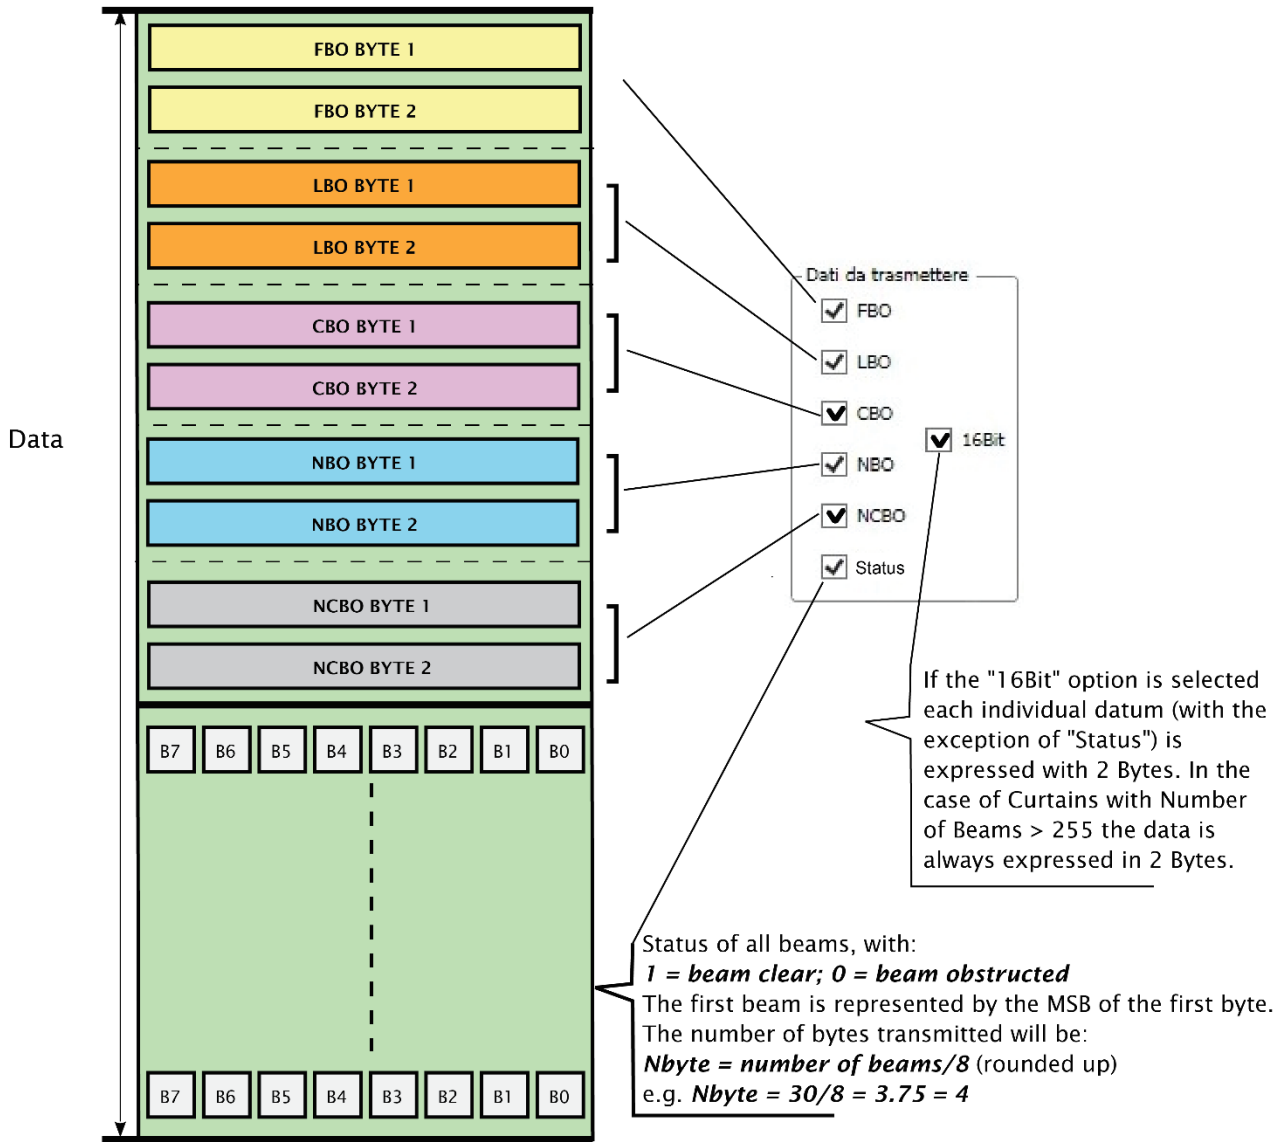 FBO BYTE 1
FBO BYTE 2
LBO BYTE 1
LBO BYTE 2
CBO BYTE 1
CBO BYTE 2
Data
NBO BYTE 1
NBO BYTE 2
NCBO BYTE 1
NCBO BYTE 2
B7 B6 B5 B4 B3 B2 B1 B0
B7 B6 B5 B4 B3 B2 B1 B0
Dati da trasmettere
FBO
LBO
CBO
16Bit
NBO
NCBO
Status
If the "16Bit" option is selected
each individual datum (with the
exception of "Status") is
expressed with 2 Bytes. In the
case of Curtains with Number
of Beams > 255 the data is
always expressed in 2 Bytes.
Status of all beams, with:
1 = beam clear; 0 = beam obstructed
The first beam is represented by the MSB of the first byte.
The number of bytes transmitted will be:
Nbyte = number of beams/8 (rounded up)
e.g. Nbyte = 30/8 = 3.75 = 4